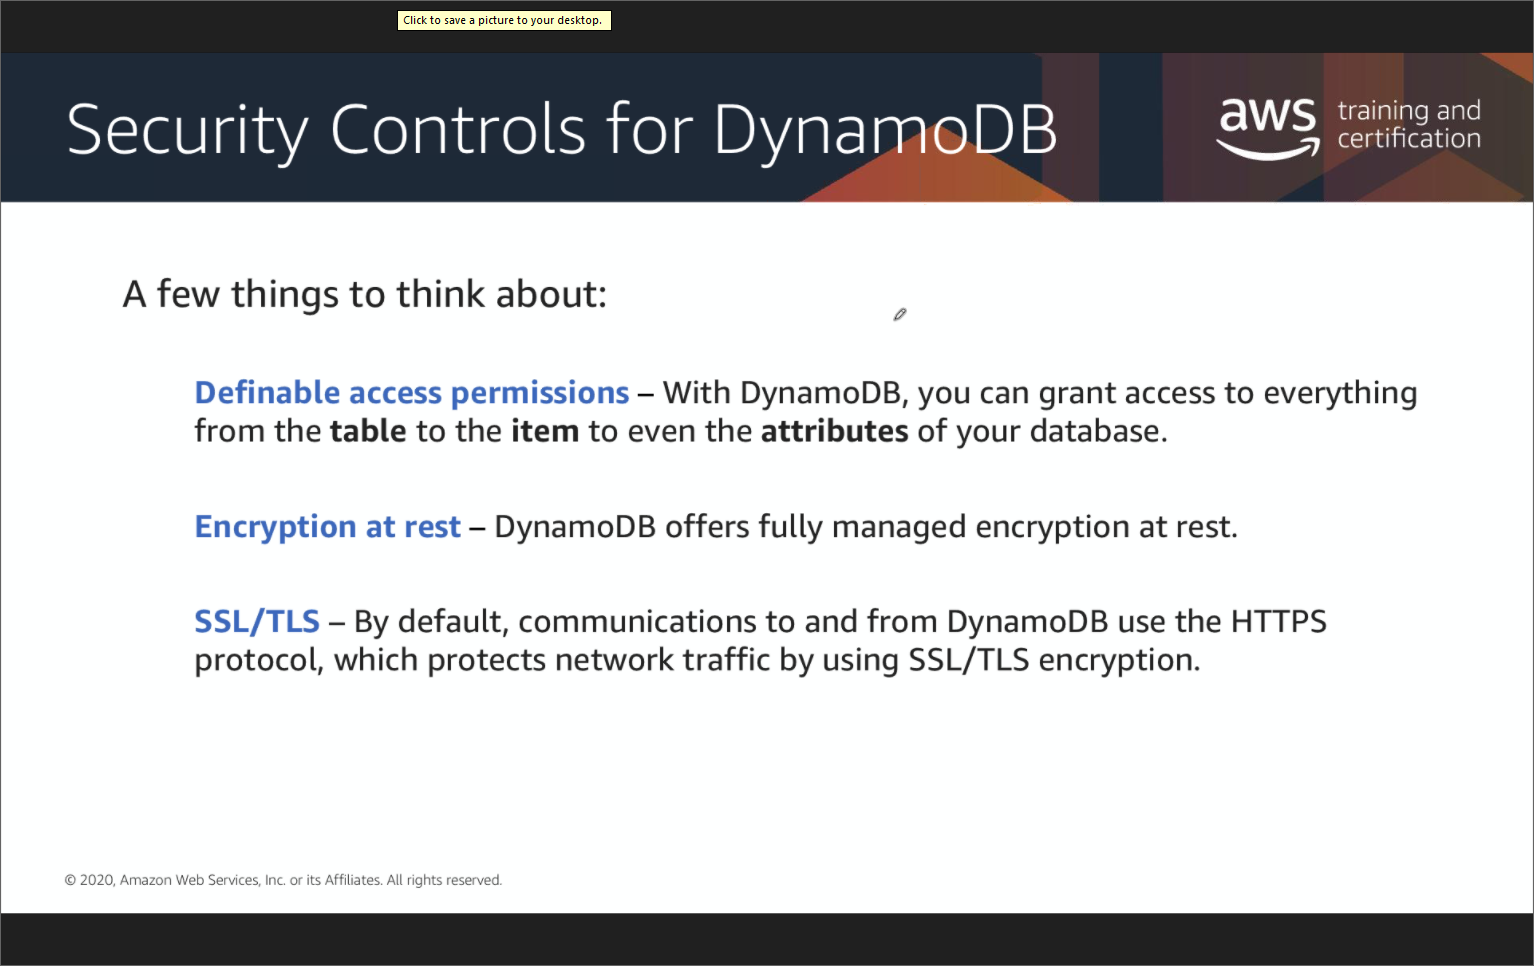 Click to save a picture to your desktop.
Security Controls for DynamoDB
aws
training and
certification
A few things to think about:
Definable access permissions – With DynamoDB, you can grant access to everything
from the table to the item to even the attributes of your database.
Encryption at rest – DynamoDB offers fully managed encryption at rest.
SSL/TLS – By default, communications to and from DynamoDB use the HTTPS
protocol, which protects network traffic by using SSL/TLS encryption.
© 2020, Amazon Web Services, Inc. or its Affiliates. All rights reserved.